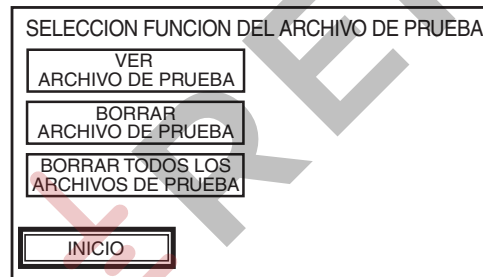 SELECCION FUNCION DEL ARCHIVO DE PRUEBA
VER
ARCHIVO DE PRUEBA
BORRAR
ARCHIVO DE PRUEBA
BORRAR TODOS LOS
ARCHIVOS DE PRUEBA
INICIO